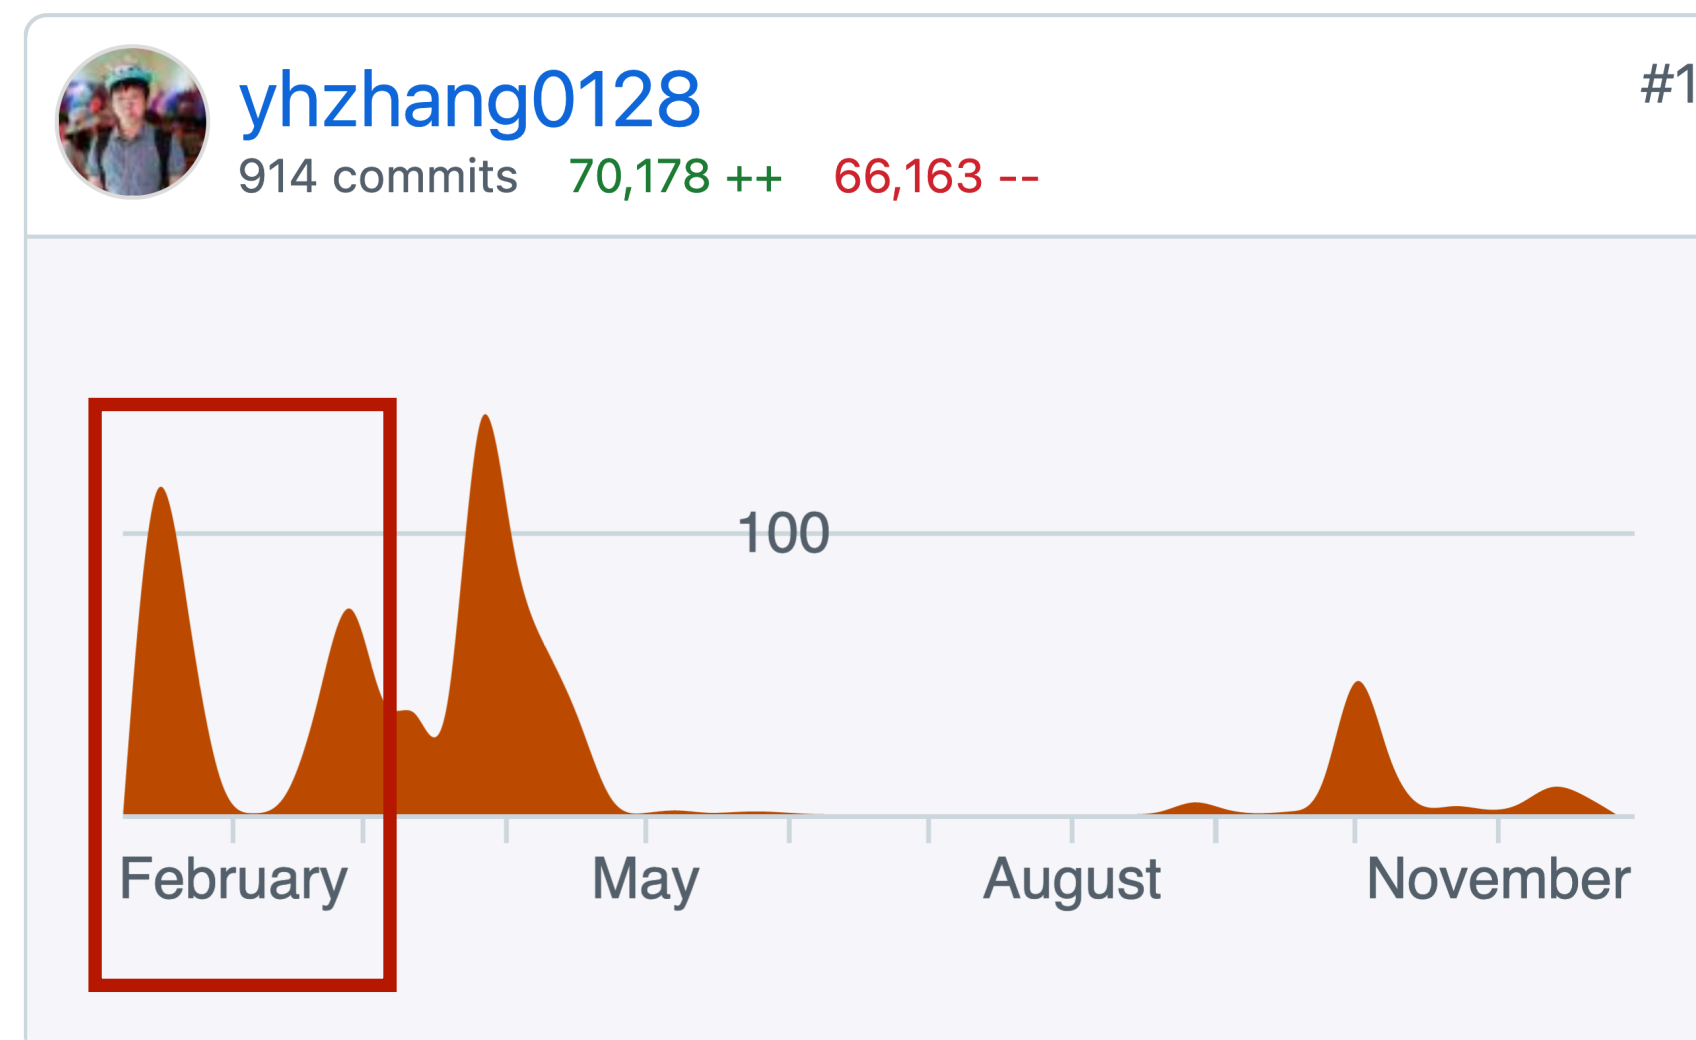 yhzhang0128
#1
914 commits 70,178 ++ 66,163 --
100
February May August November